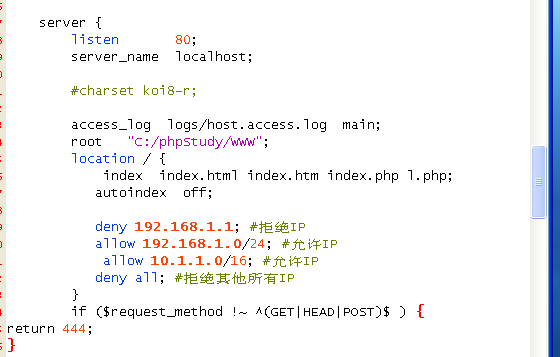 server {
listen 80;
server_name localhost;
#charset koi8-r;
access_log logs/host.access.log main;
root "C:/phpStudy/WWW";
location / {
index index.html index.htm index.php l.php;
autoindex off;
deny 192.168.1.1; #拒绝IP
allow 192.168.1.0/24; #允许IP
allow 10.1.1.0/16; #允许IP
deny all; #拒绝其他所有IP
}
if ($request_method !~ ^(GET|HEAD|POST)$ ) {
return 444;
}